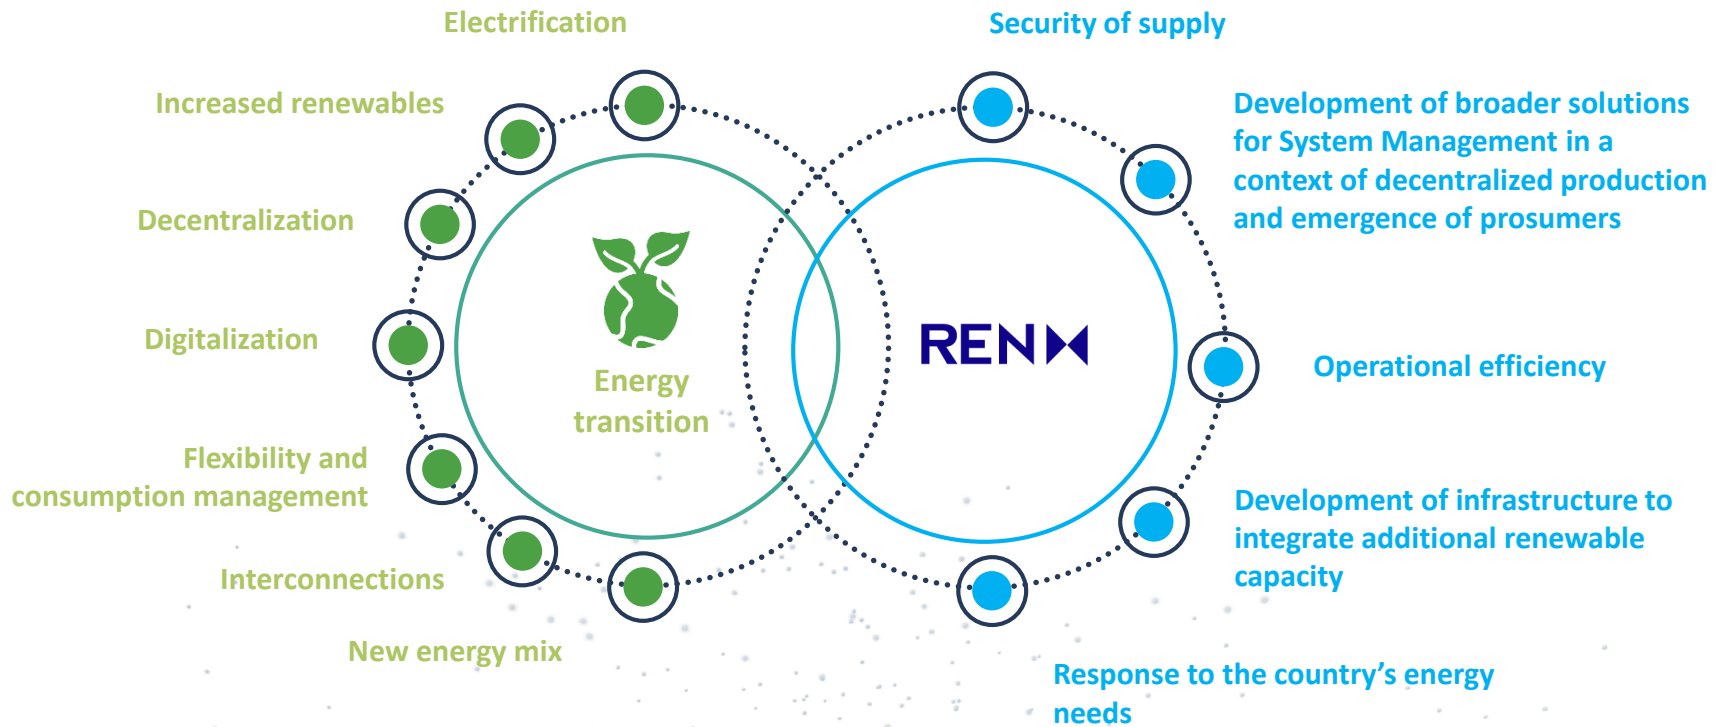 Electrification
Increased renewables
Decentralization
Digitalization
Flexibility and
consumption management
Interconnections
New energy mix
Energy
transition
REN
Security of supply
Development of broader solutions
for System Management in a
context of decentralized production
and emergence of prosumers
Operational efficiency
Development of infrastructure to
integrate additional renewable
capacity
Response to the country’s energy
needs